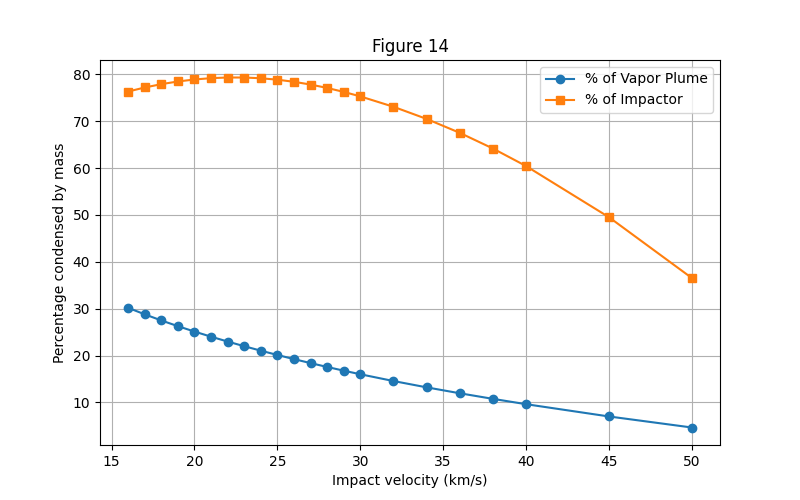 Figure 14
% of Vapor Plume
% of Impactor
Percentage condensed by mass
80
70
60
50
40
30
20
10
15 20 25 30 35 40 45 50
Impact velocity (km/s)